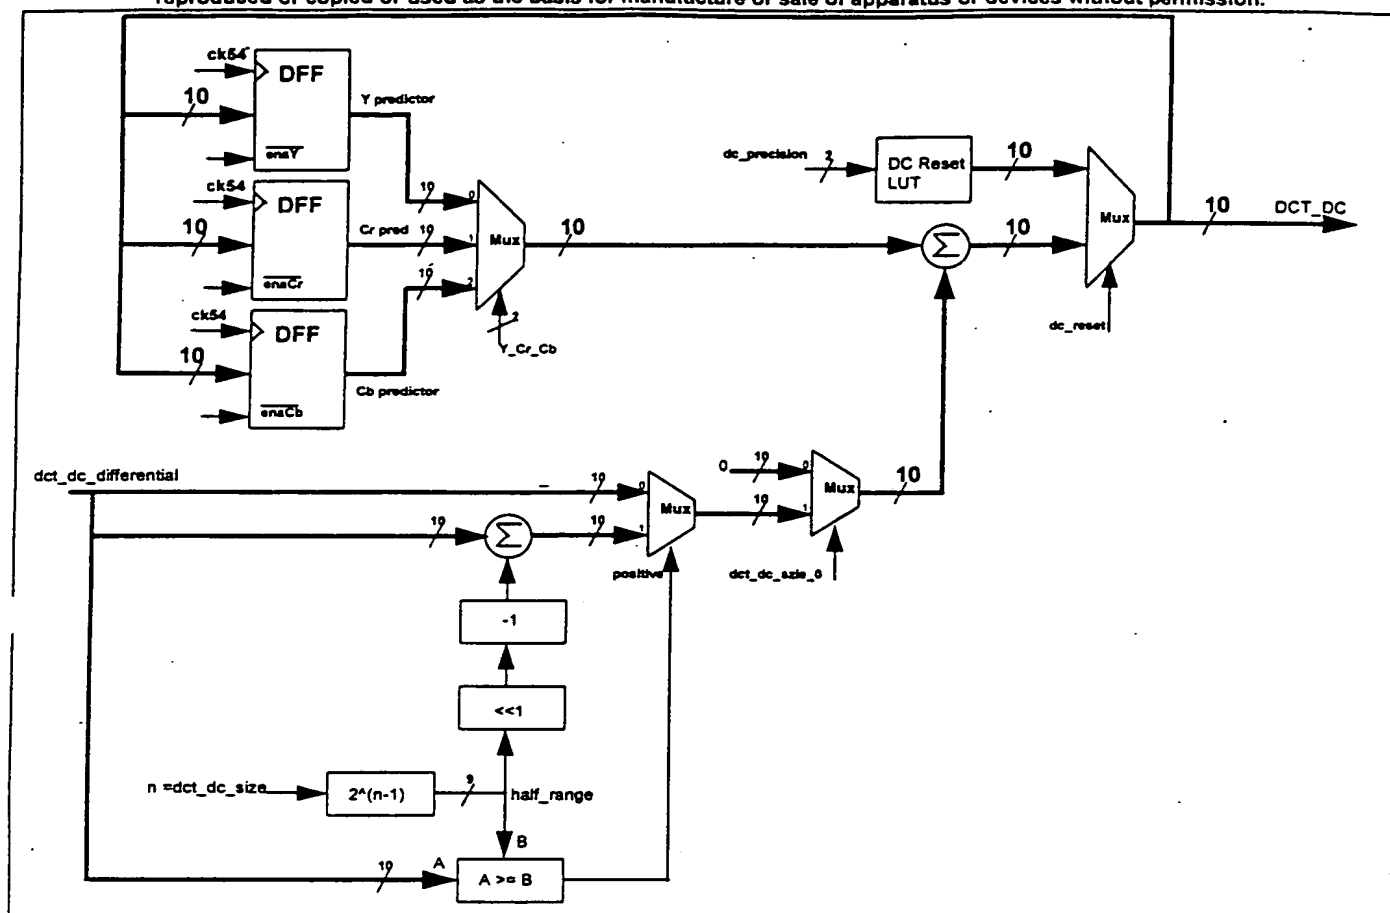 reproduced or copied or used as the basis for manufacture or sale of apparatus or devices without permission.
ck54
DFF
10
Y predictor
enaY
ck54
DFF
10
Cr pred
enaCr
ck54
DFF
10
Cb predictor
enaCb
10
0
10
1
10
2
Mux
10
2
Y_Cr_Cb
dc_precision
2
DC Reset
LUT
10
Σ
10
Mux
dc_reset
10
DCT_DC
dct_dc_differential
10
0
10
Σ
10
1
Mux
positive
0
10
0
10
1
Mux
10
dct_dc_szie_0
-1
<<1
n =dct_dc_size
2^(n-1)
9
half_range
B
10
A
A >= B